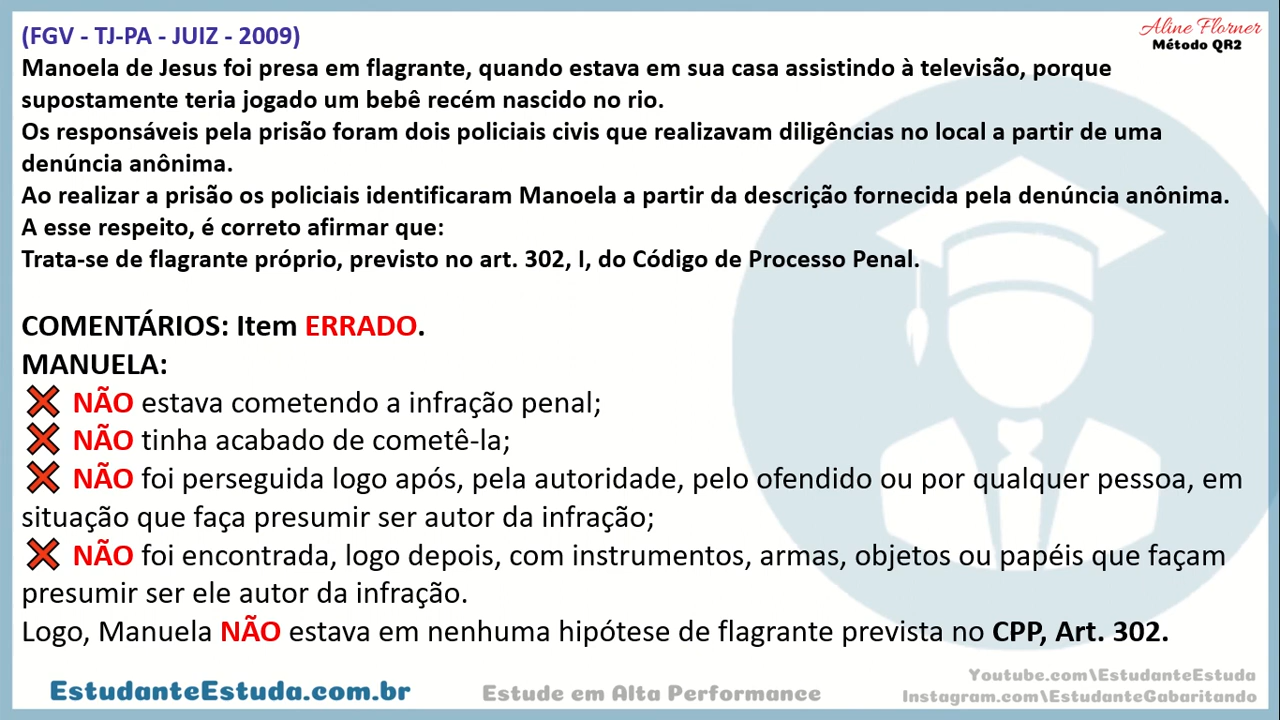 (FGV - TJ-PA - JUIZ - 2009)
Aline Florner
Método QR2
Manoela de Jesus foi presa em flagrante, quando estava em sua casa assistindo à televisão, porque
supostamente teria jogado um bebê recém nascido no rio.
Os responsáveis pela prisão foram dois policiais civis que realizavam diligências no local a partir de uma
denúncia anônima.
Ao realizar a prisão os policiais identificaram Manoela a partir da descrição fornecida pela denúncia anônima.
A esse respeito, é correto afirmar que:
Trata-se de flagrante próprio, previsto no art. 302, I, do Código de Processo Penal.
COMENTÁRIOS: Item ERRADO.
MANUELA:
❌ NÃO estava cometendo a infração penal;
❌ NÃO tinha acabado de cometê-la;
❌ NÃO foi perseguida logo após, pela autoridade, pelo ofendido ou por qualquer pessoa, em
situação que faça presumir ser autor da infração;
❌ NÃO foi encontrada, logo depois, com instrumentos, armas, objetos ou papéis que façam
presumir ser ele autor da infração.
Logo, Manuela NÃO estava em nenhuma hipótese de flagrante prevista no CPP, Art. 302.
EstudanteEstuda.com.br
Estude em Alta Performance
Youtube.com\EstudanteEstuda
Instagram.com\EstudanteGabaritando